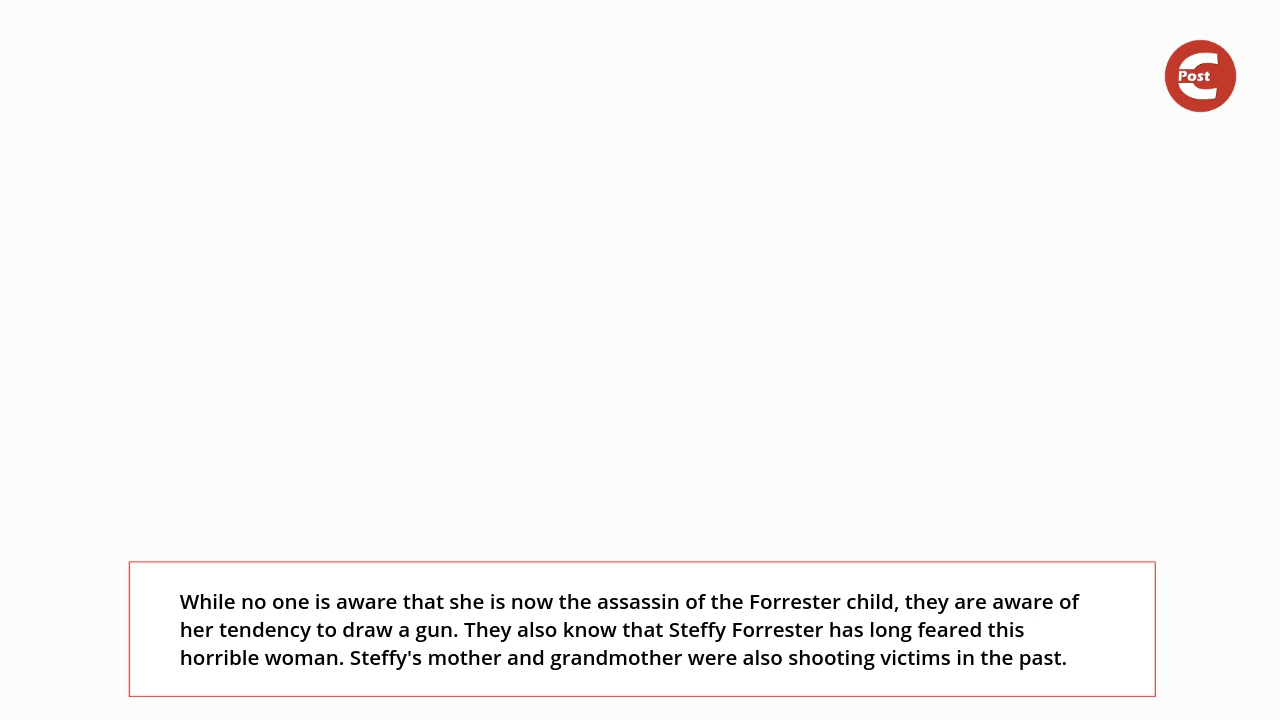 Post
While no one is aware that she is now the assassin of the Forrester child, they are aware of
her tendency to draw a gun. They also know that Steffy Forrester has long feared this
horrible woman. Steffy's mother and grandmother were also shooting victims in the past.